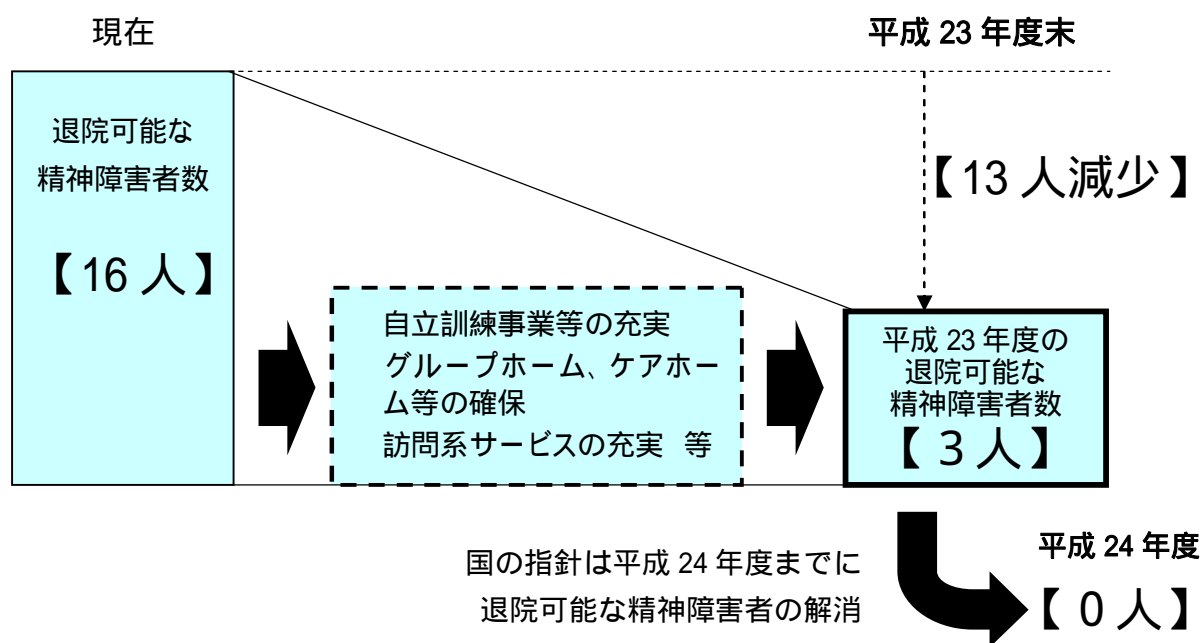 現在
平成 23 年度末
退院可能な
精神障害者数
【16 人】
【13 人減少】
自立訓練事業等の充実
グループホーム、ケアホー
ム等の確保
訪問系サービスの充実 等
平成 23 年度の
退院可能な
精神障害者数
【 3 人】
国の指針は平成 24 年度までに
退院可能な精神障害者の解消
平成 24 年度
【 0 人】